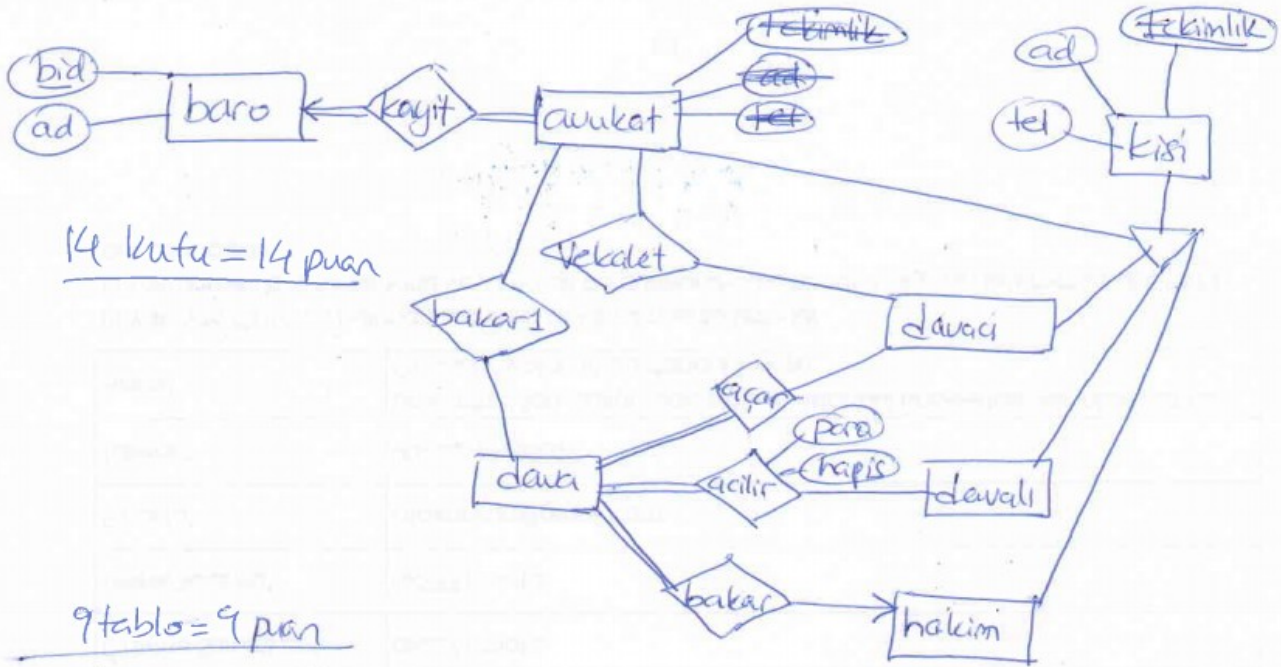 tckimlik
ad
tel
bid
ad
baro
kayit
avukat
ad
tckimlik
tel
kisi
14 kutu = 14 puan
Vekalet
bakar1
davacı
açar
para
hapis
dava
acilir
davalı
bakar
hakim
9 tablo = 9 puan